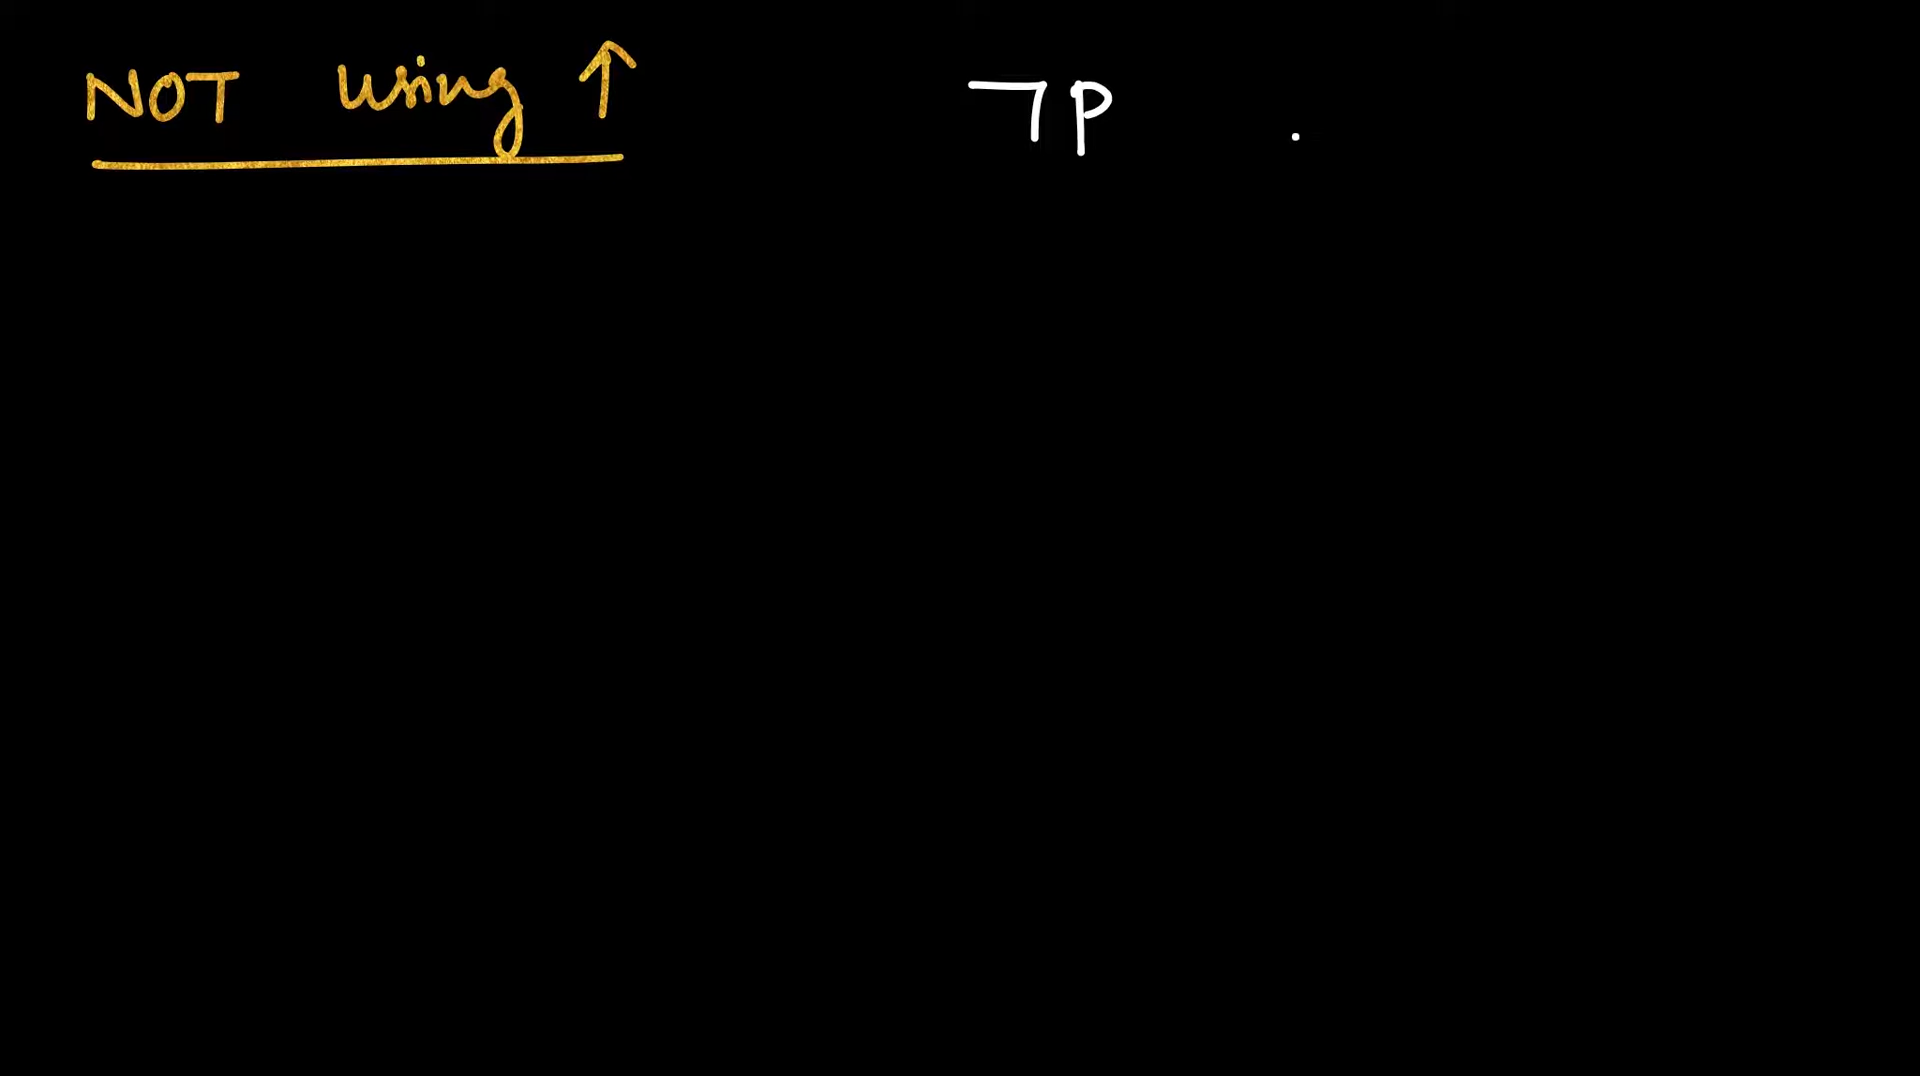 NOT using ↑ ¬p .